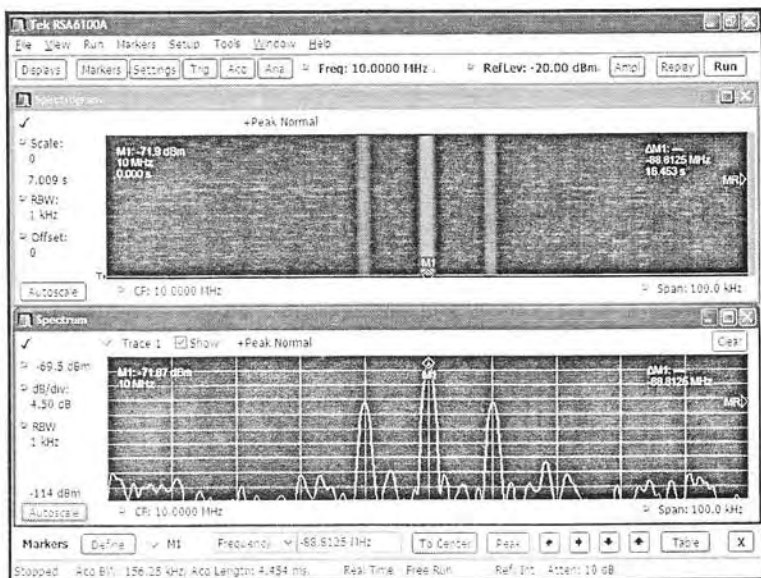 Tek RSA6100A
File View Run Markers Setup Tools Window Help
Displays Markers Settings Trig Acq Ana Freq: 10.0000 MHz RefLev: -20.00 dBm Ampl Replay Run
Spectrogram
+Peak Normal
Scale:
0
7.009 s
RBW:
1 kHz
Offset:
0
Autoscale
M1: -71.9 dBm
10 MHz
0.000 s
ΔM1: ---
-88.8125 MHz
16.453 s
MR
M1
CF: 10.0000 MHz Span: 100.0 kHz
Spectrum
Trace 1 Show +Peak Normal Clear
-69.5 dBm
dB/div:
4.50 dB
RBW
1 kHz
-114 dBm
Autoscale
M1: -71.87 dBm
10 MHz
M1
ΔM1: ---
-88.8125 MHz
MR
CF: 10.0000 MHz Span: 100.0 kHz
Markers Define M1 Frequency -88.8125 MHz To Center Peak Table X
Stopped Acq BW: 156.25 kHz, Acq Length: 4.454 ms, Real Time Free Run Ref: Int Atten: 10 dB